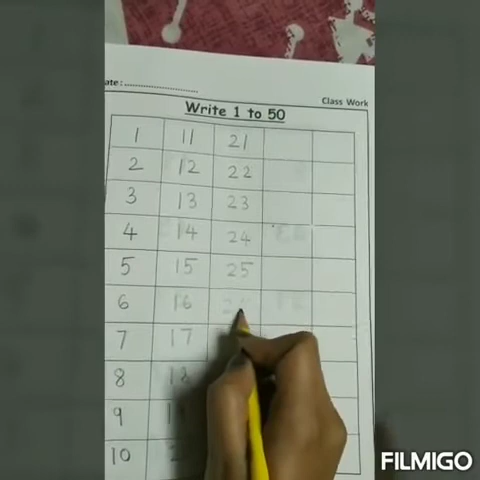 ate :
Class Work
Write 1 to 50
1 11 21
2 12 22
3 13 23
4 14 24
5 15 25
6 16
7 17
8 18
9
10
FILMIGO